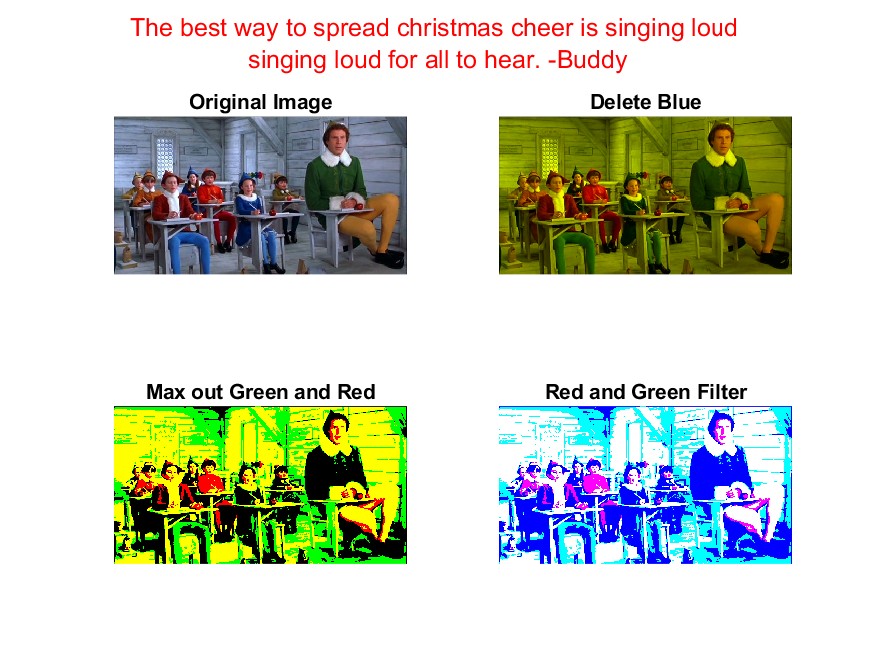 The best way to spread christmas cheer is singing loud
singing loud for all to hear. -Buddy
Original Image
Delete Blue
Max out Green and Red
Red and Green Filter